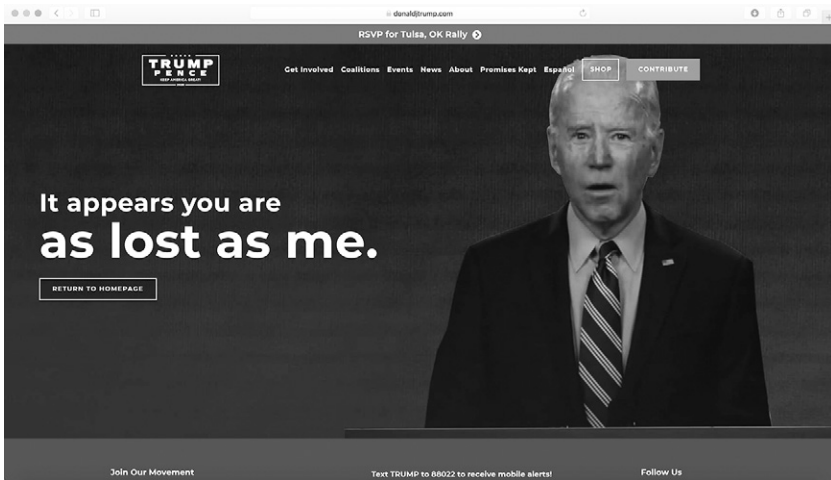 donaldjtrump.com
RSVP for Tulsa, OK Rally
TRUMP
PENCE
KEEP AMERICA GREAT!
Get Involved Coalitions Events News About Promises Kept Español SHOP CONTRIBUTE
It appears you are
as lost as me.
RETURN TO HOMEPAGE
Join Our Movement Text TRUMP to 88022 to receive mobile alerts! Follow Us